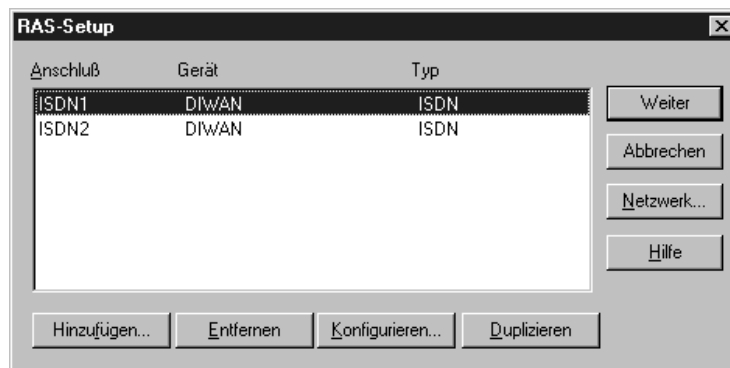 RAS-Setup
Anschluß Gerät Typ
ISDN1 DIWAN ISDN
ISDN2 DIWAN ISDN
Weiter
Abbrechen
Netzwerk...
Hilfe
Hinzufügen... Entfernen Konfigurieren... Duplizieren